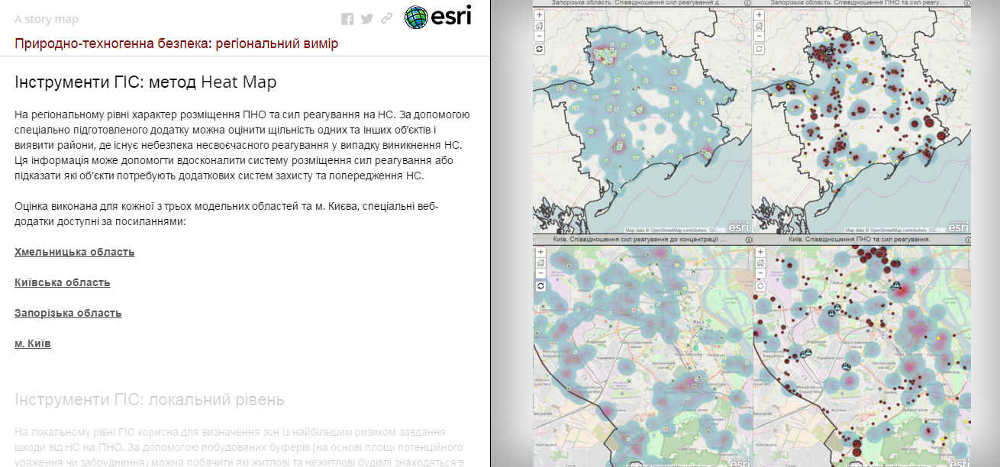 A story map
esri
Природно-техногенна безпека: регіональний вимір
Інструменти ГІС: метод Heat Map
На регіональному рівні характер розміщення ПНО та сил реагування на НС. За допомогою
спеціально підготовленого додатку можна оцінити щільність одних та інших об’єктів і
виявити райони, де існує небезпека несвоєчасного реагування у випадку виникнення НС.
Ця інформація може допомогти вдосконалити систему розміщення сил реагування або
підказати які об’єкти потребують додаткових систем захисту та попередження НС.
Оцінка виконана для кожної з трьох модельних областей та м. Києва, спеціальні веб-
додатки доступні за посиланнями:
Хмельницька область
Київська область
Запорізька область
м. Київ
Інструменти ГІС: локальний рівень
На локальному рівні ГІС корисна для визначення зон із найбільшим ризиком завдання
шкоди від НС на ПНО. За допомогою побудованих буферів (на основі площі потенційного
ураження чи забруднення) можна побачити які житлові та нежитлові будівлі знаходяться в
Запорізька область. Співвідношення сил реагування д...
Запорізька область. Співвідношення ПНО та сил реагу...
Map data © OpenStreetMap contributors, CC-...
esri
Map data © OpenStreetMap contributors, CC-...
esri
Київ. Співвідношення сил реагування до концентрації ...
Київ. Співвідношення ПНО та сил реагування.
esri
esri